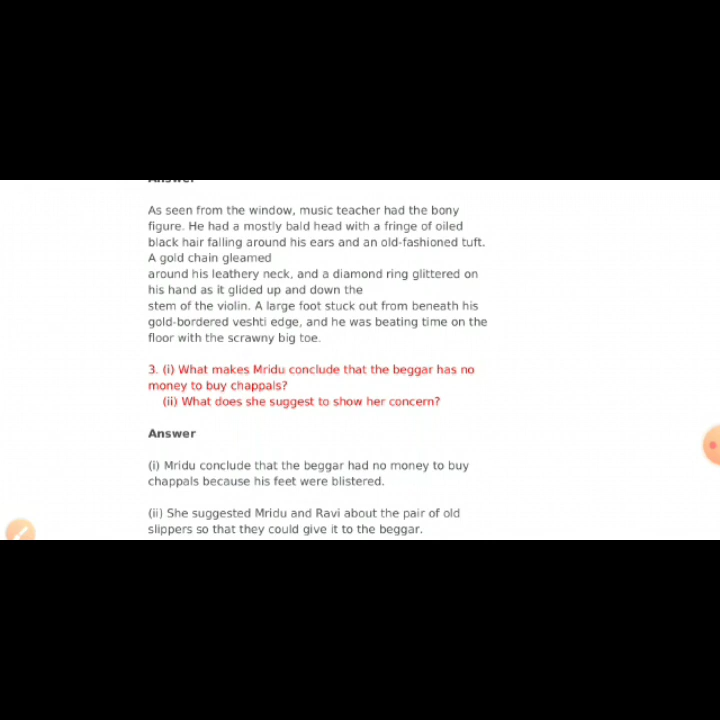 Answer
As seen from the window, music teacher had the bony
figure. He had a mostly bald head with a fringe of oiled
black hair falling around his ears and an old-fashioned tuft.
A gold chain gleamed
around his leathery neck, and a diamond ring glittered on
his hand as it glided up and down the
stem of the violin. A large foot stuck out from beneath his
gold-bordered veshti edge, and he was beating time on the
floor with the scrawny big toe.
3. (i) What makes Mridu conclude that the beggar has no
money to buy chappals?
(ii) What does she suggest to show her concern?
Answer
(i) Mridu conclude that the beggar had no money to buy
chappals because his feet were blistered.
(ii) She suggested Mridu and Ravi about the pair of old
slippers so that they could give it to the beggar.